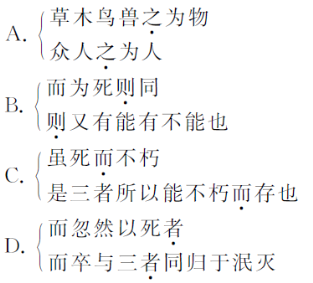 A. 草木鸟兽之为物
众人之为人
B. 而为死则同
则又有能有不能也
C. 虽死而不朽
是三者所以能不朽而存也
D. 而忽然以死者
而卒与三者同归于泯灭